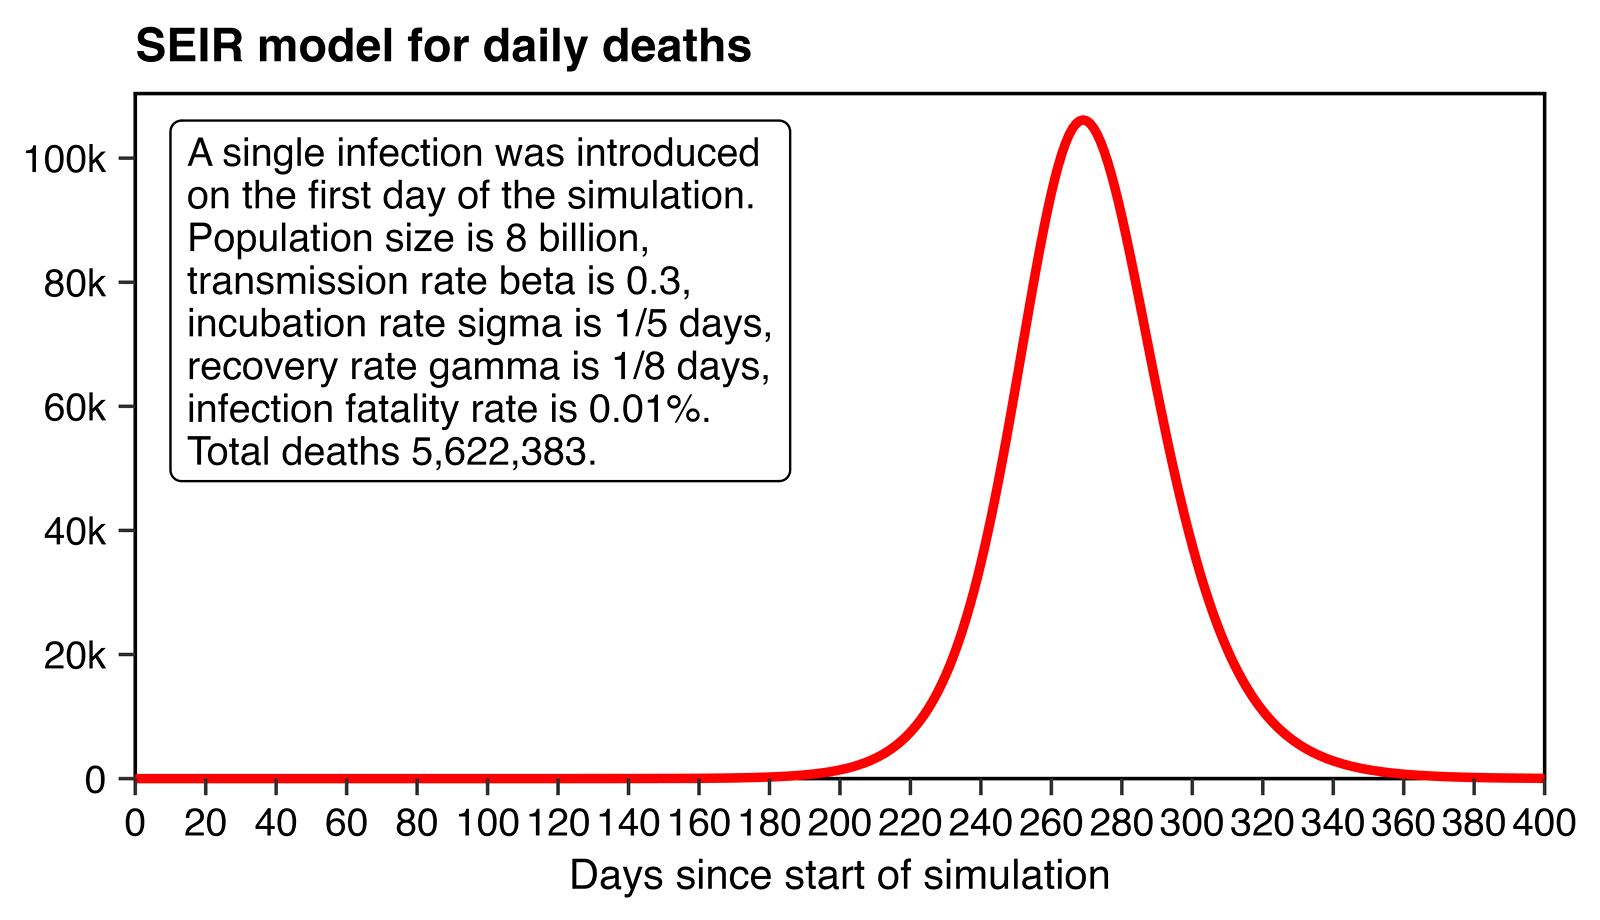 SEIR model for daily deaths
A single infection was introduced
on the first day of the simulation.
Population size is 8 billion,
transmission rate beta is 0.3,
incubation rate sigma is 1/5 days,
recovery rate gamma is 1/8 days,
infection fatality rate is 0.01%.
Total deaths 5,622,383.
100k
80k
60k
40k
20k
0
0 20 40 60 80 100 120 140 160 180 200 220 240 260 280 300 320 340 360 380 400
Days since start of simulation